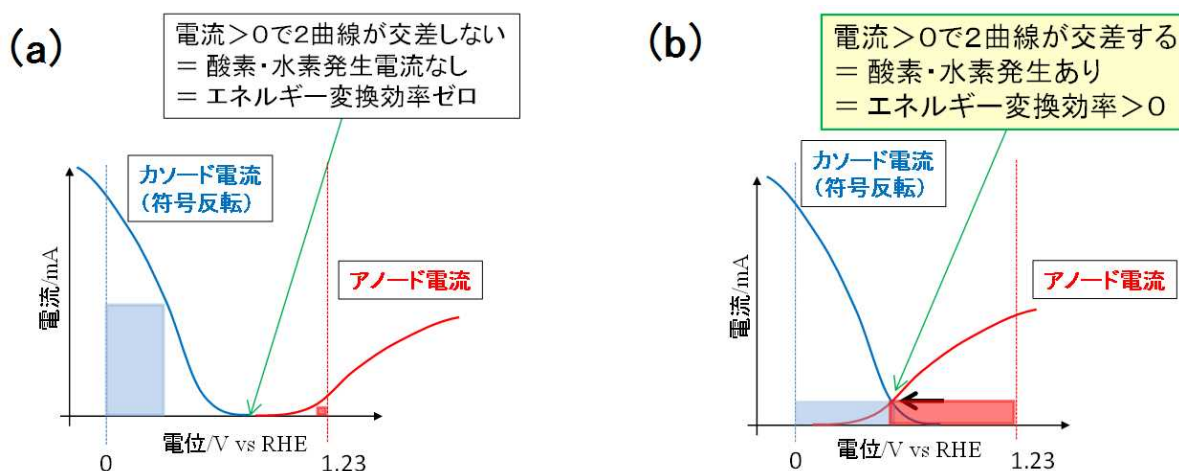 (a)
電流＞0で2曲線が交差しない
＝ 酸素・水素発生電流なし
＝ エネルギー変換効率ゼロ
カソード電流
（符号反転）
アノード電流
電流/mA
電位/V vs RHE
0
1.23
(b)
電流＞0で2曲線が交差する
＝ 酸素・水素発生あり
＝ エネルギー変換効率＞0
カソード電流
（符号反転）
アノード電流
電流/mA
電位/V vs RHE
0
1.23